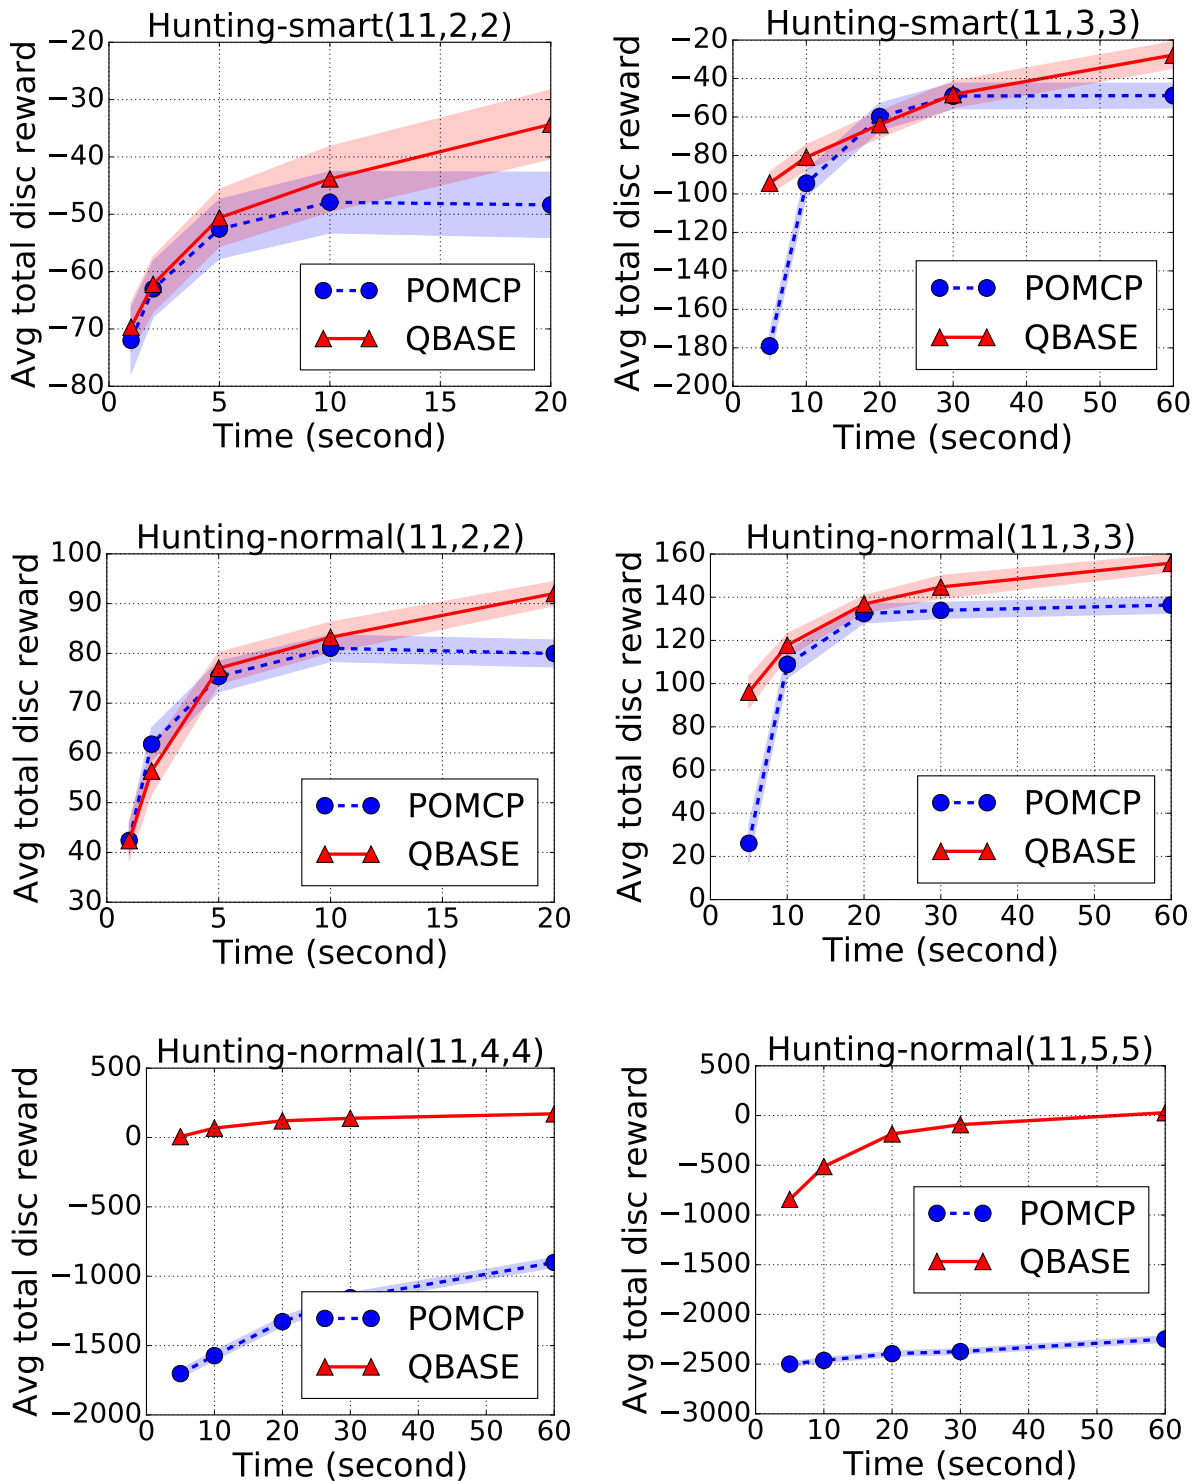 Hunting-smart(11,2,2)
Avg total disc reward
−20
−30
−40
−50
−60
−70
−80
POMCP
QBASE
0 5 10 15 20
Time (second)
Hunting-smart(11,3,3)
Avg total disc reward
−20
−40
−60
−80
−100
−120
−140
−160
−180
−200
POMCP
QBASE
0 10 20 30 40 50 60
Time (second)
Hunting-normal(11,2,2)
Avg total disc reward
100
90
80
70
60
50
40
30
POMCP
QBASE
0 5 10 15 20
Time (second)
Hunting-normal(11,3,3)
Avg total disc reward
160
140
120
100
80
60
40
20
0
POMCP
QBASE
0 10 20 30 40 50 60
Time (second)
Hunting-normal(11,4,4)
Avg total disc reward
500
0
−500
−1000
−1500
−2000
POMCP
QBASE
0 10 20 30 40 50 60
Time (second)
Hunting-normal(11,5,5)
Avg total disc reward
500
0
−500
−1000
−1500
−2000
−2500
−3000
POMCP
QBASE
0 10 20 30 40 50 60
Time (second)